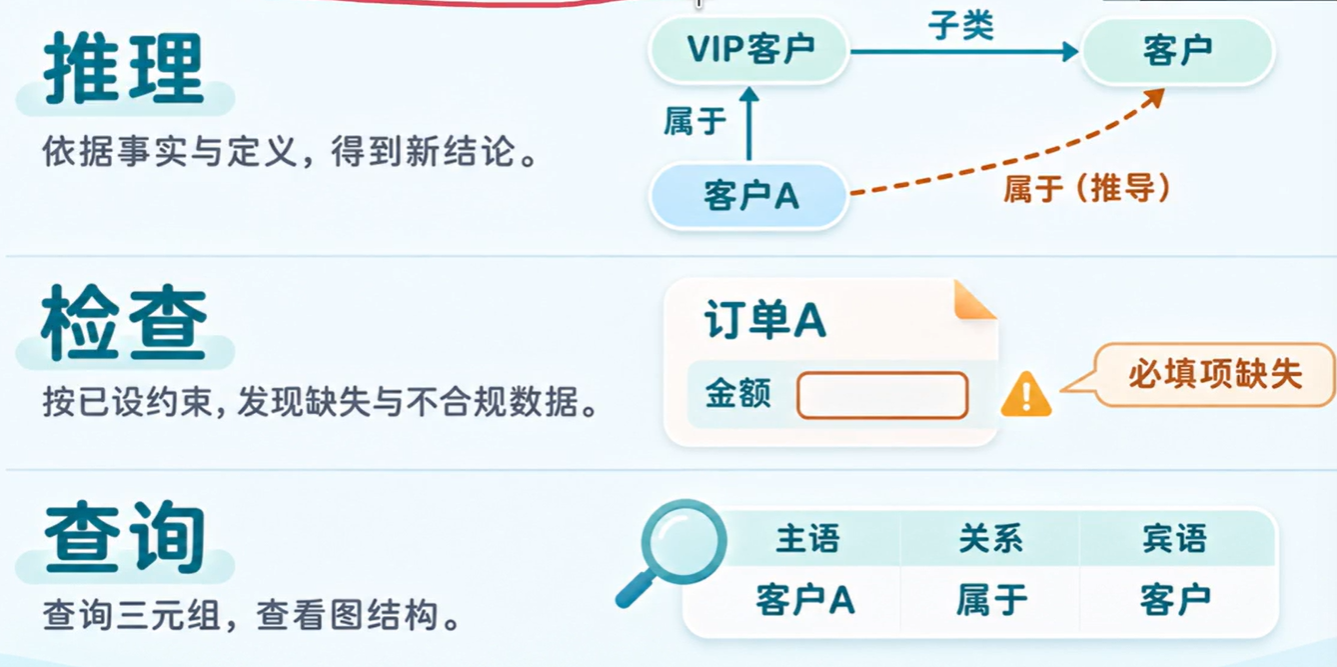 推理
依据事实与定义，得到新结论。
VIP客户
子类
客户
属于
客户A
属于（推导）
检查
按已设约束，发现缺失与不合规数据。
订单A
金额
必填项缺失
查询
查询三元组，查看图结构。
主语 关系 宾语
客户A 属于 客户